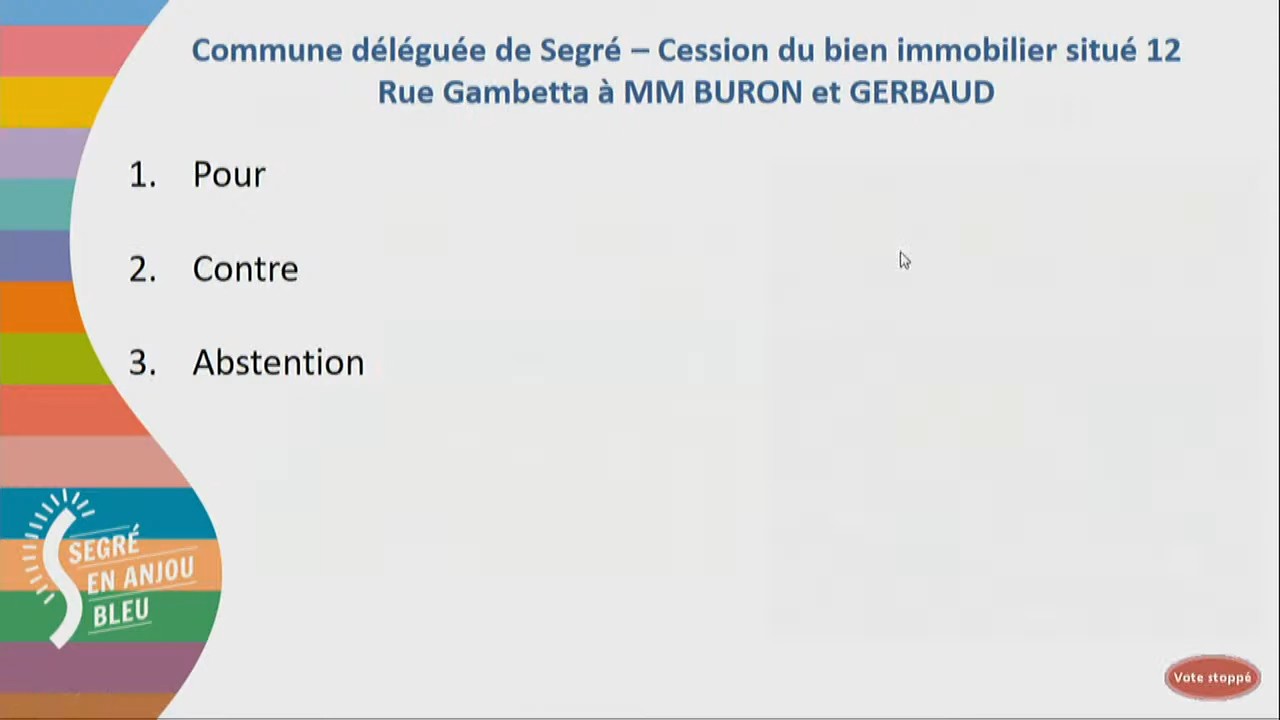 Commune déléguée de Segré – Cession du bien immobilier situé 12
Rue Gambetta à MM BURON et GERBAUD
1. Pour
2. Contre
3. Abstention
SEGRÉ
EN ANJOU
BLEU
Vote stoppé